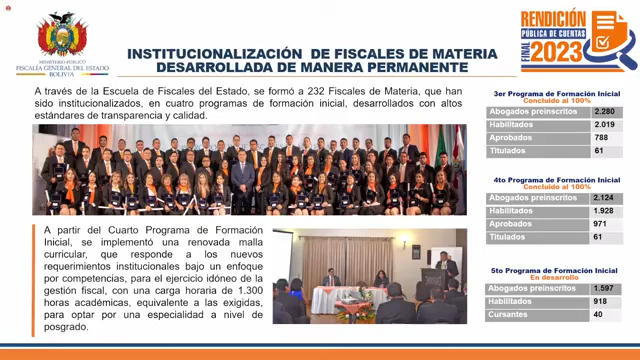 MINISTERIO PÚBLICO
FISCALÍA GENERAL DEL ESTADO
BOLIVIA
INSTITUCIONALIZACIÓN DE FISCALES DE MATERIA
DESARROLLADA DE MANERA PERMANENTE
RENDICIÓN
PÚBLICA DE CUENTAS
FINAL 2023
A través de la Escuela de Fiscales del Estado, se formó a 232 Fiscales de Materia, que han
sido institucionalizados, en cuatro programas de formación inicial, desarrollados con altos
estándares de transparencia y calidad.
A partir del Cuarto Programa de Formación
Inicial, se implementó una renovada malla
curricular, que responde a los nuevos
requerimientos institucionales bajo un enfoque
por competencias, para el ejercicio idóneo de la
gestión fiscal, con una carga horaria de 1.300
horas académicas, equivalente a las exigidas,
para optar por una especialidad a nivel de
posgrado.
3er Programa de Formación Inicial
Concluido al 100%
Abogados preinscritos 2.280
Habilitados 2.019
Aprobados 788
Titulados 61
4to Programa de Formación Inicial
Concluido al 100%
Abogados preinscritos 2.124
Habilitados 1.928
Aprobados 971
Titulados 61
5to Programa de Formación Inicial
En desarrollo
Abogados preinscritos 1.597
Habilitados 918
Cursantes 40